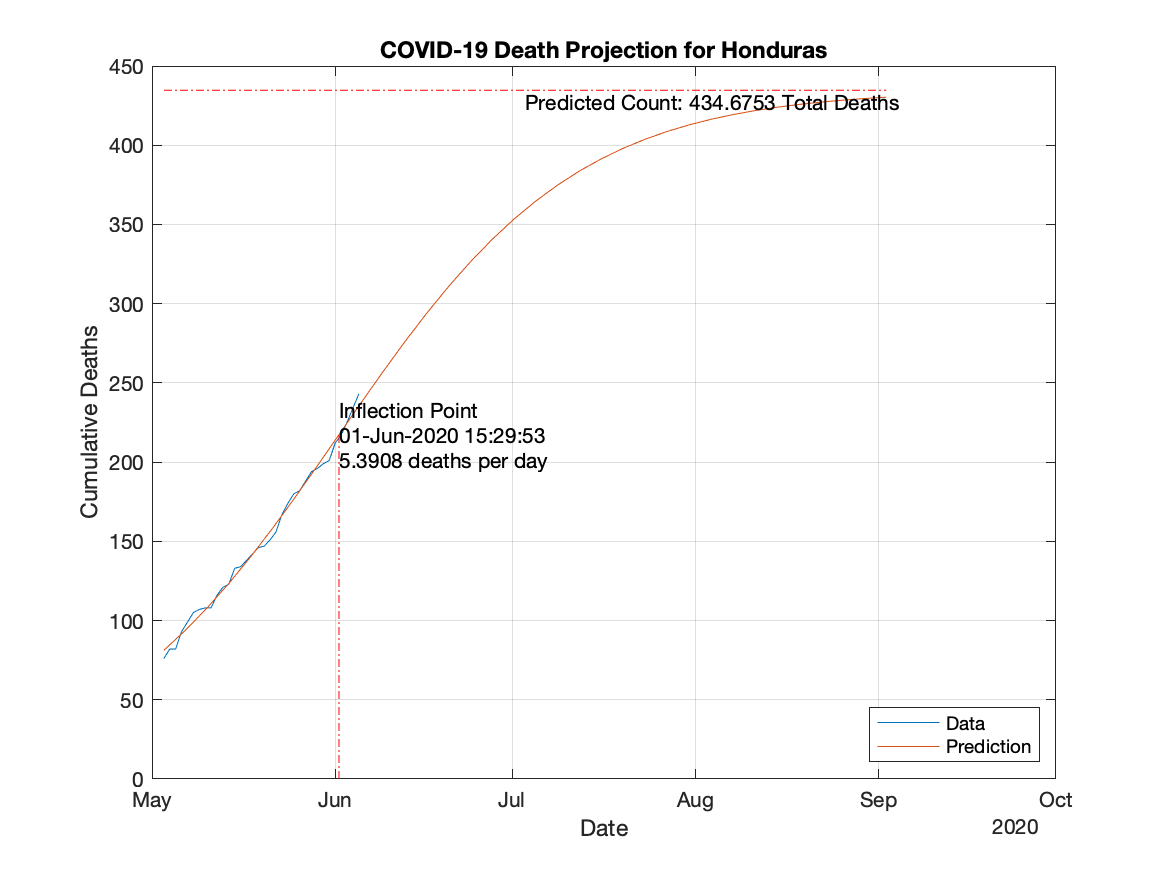 COVID-19 Death Projection for Honduras
450
Predicted Count: 434.6753 Total Deaths
400
350
300
250
Inflection Point
01-Jun-2020 15:29:53
5.3908 deaths per day
200
150
100
50
0
Cumulative Deaths
Data
Prediction
May Jun Jul Aug Sep Oct
Date
2020